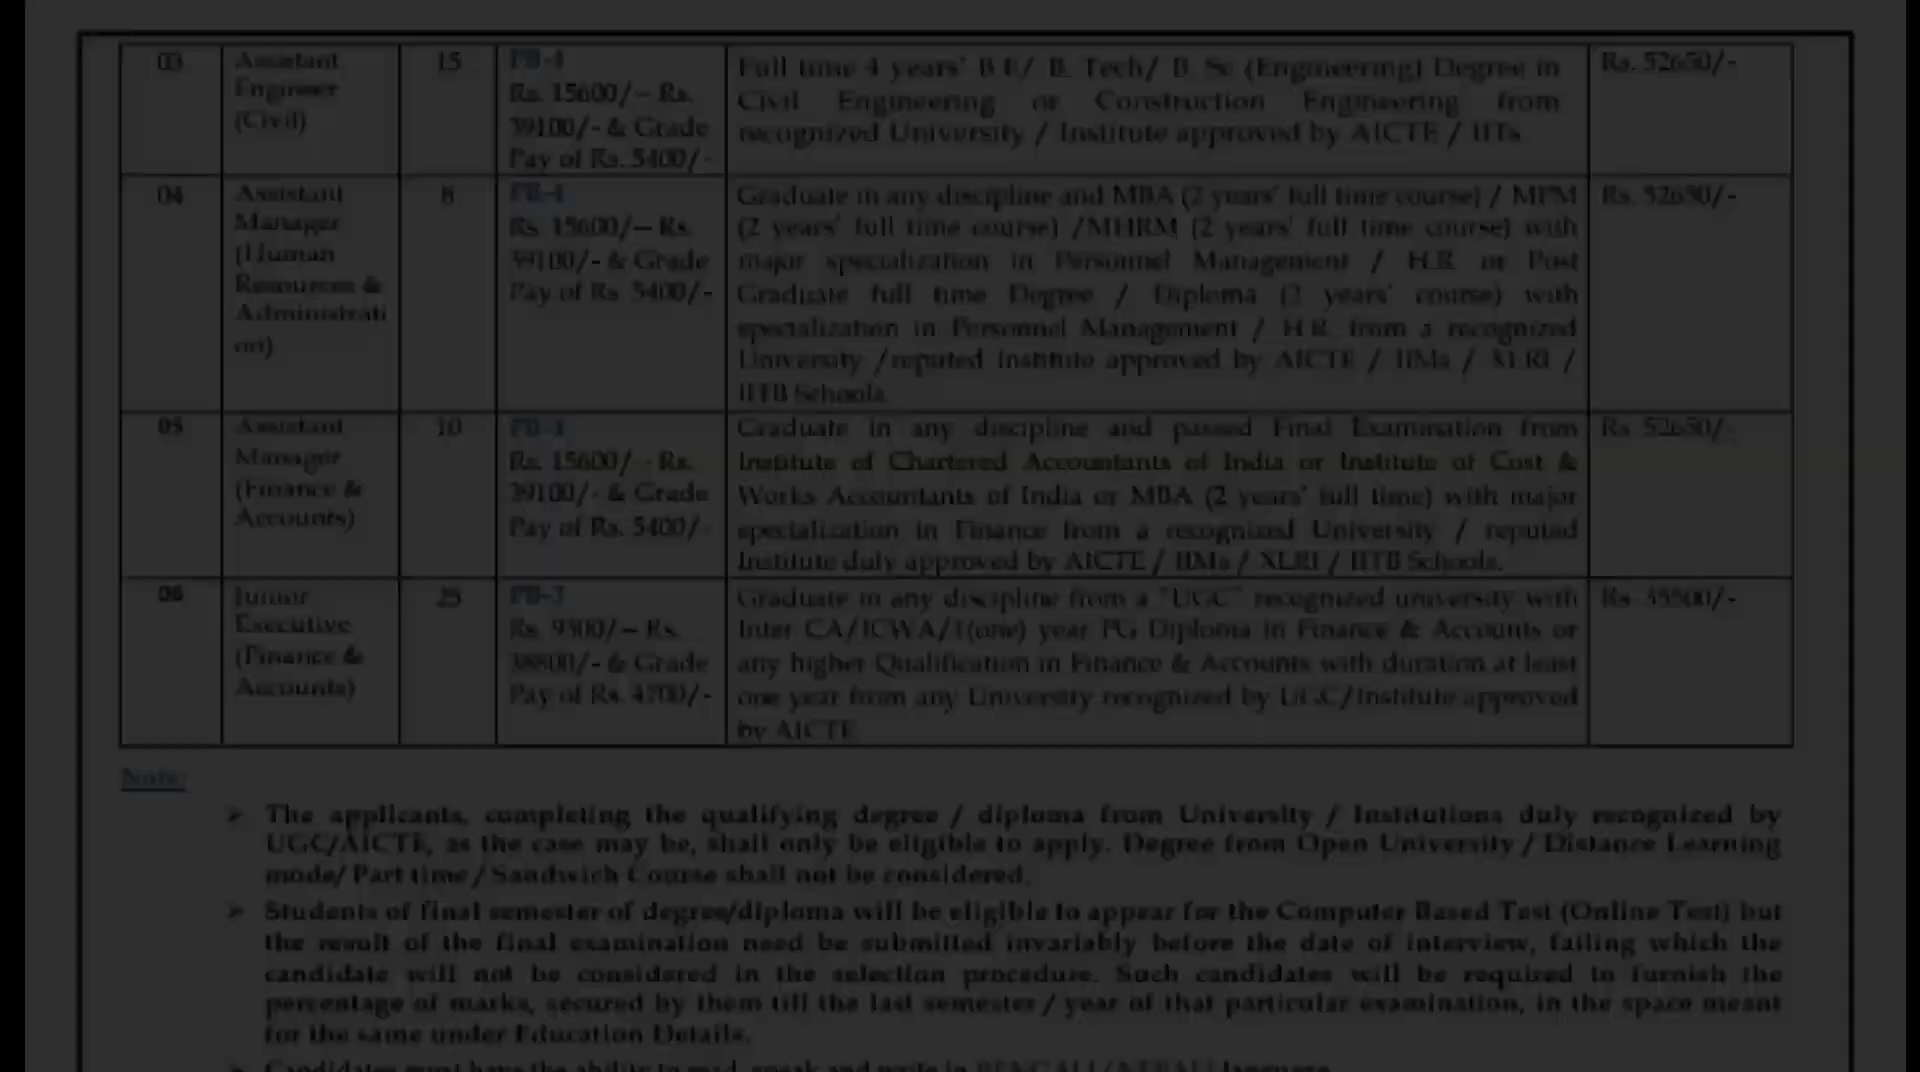 03 Assistant Engineer (Civil) 15 PB-4 Rs. 15600/– Rs. 39100/- & Grade Pay of Rs. 5400/- Full time 4 years' B.E/ B. Tech/ B. Sc (Engineering) Degree in Civil Engineering or Construction Engineering from recognized University / Institute approved by AICTE / IITs. Rs. 52650/-
04 Assistant Manager (Human Resources & Administration) 8 Rs. 15600/– Rs. 39100/- & Grade Pay of Rs. 5400/- Graduate in any discipline and MBA (2 years' full time course) / MPM (2 years' full time course) /MHRM (2 years' full time course) with major specialization in Personnel Management / H.R. or Post Graduate full time Degree / Diploma (2 years' course) with specialization in Personnel Management / H.R. from a recognized University /reputed Institute approved by AICTE / IIMs / XLRI / IITB Schools. Rs. 52650/-
05 Assistant Manager (Finance & Accounts) 10 Rs. 15600/– Rs. 39100/- & Grade Pay of Rs. 5400/- Graduate in any discipline and passed Final Examination from Institute of Chartered Accountants of India or Institute of Cost & Works Accountants of India or MBA (2 years' full time) with major specialization in Finance from a recognized University / reputed Institute duly approved by AICTE / IIMs / XLRI / IITB Schools. Rs. 52650/-
06 Junior Executive (Finance & Accounts) 25 Rs. 9300/– Rs. & Grade Pay of Rs. 4700/- Graduate in any discipline from a "UGC" recognized university with Inter CA/ICWA/1(one) year PG Diploma in Finance & Accounts or any higher Qualification in Finance & Accounts with duration at least one year from any University recognized by UGC/Institute approved by AICTE
Note:
➢ The applicants, completing the qualifying degree / diploma from University / Institutions duly recognized by
UGC/AICTE, as the case may be, shall only be eligible to apply. Degree from Open University / Distance Learning
mode/ Part time / Sandwich Course shall not be considered.
➢ Students of final semester of degree/diploma will be eligible to appear for the Computer Based Test (Online Test) but
the result of the final examination need be submitted invariably before the date of interview, failing which the
candidate will not be considered in the selection procedure. Such candidates will be required to furnish the
percentage of marks, secured by them till the last semester / year of that particular examination, in the space meant
for the same under Education Details.
➢ Candidates must have the ability to read, speak and write in BENGALI/NEPALI language